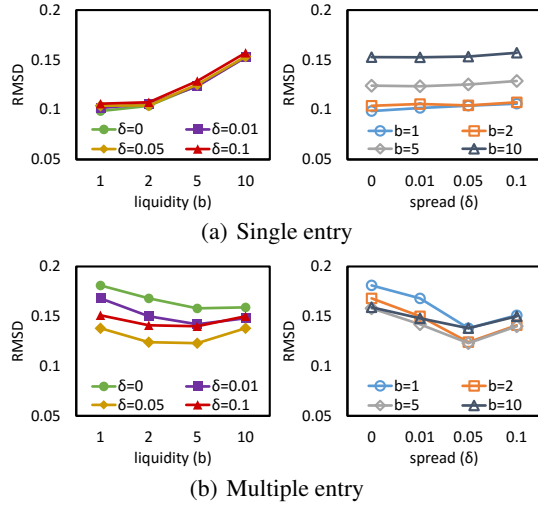 0.2
0.15
0.1
0.05
RMSD
δ=0
δ=0.01
δ=0.05
δ=0.1
1 2 5 10
liquidity (b)
0.2
0.15
0.1
0.05
RMSD
b=1
b=2
b=5
b=10
0 0.01 0.05 0.1
spread (δ)
(a) Single entry
0.2
0.15
0.1
0.05
RMSD
δ=0
δ=0.01
δ=0.05
δ=0.1
1 2 5 10
liquidity (b)
0.2
0.15
0.1
0.05
RMSD
b=1
b=2
b=5
b=10
0 0.01 0.05 0.1
spread (δ)
(b) Multiple entry